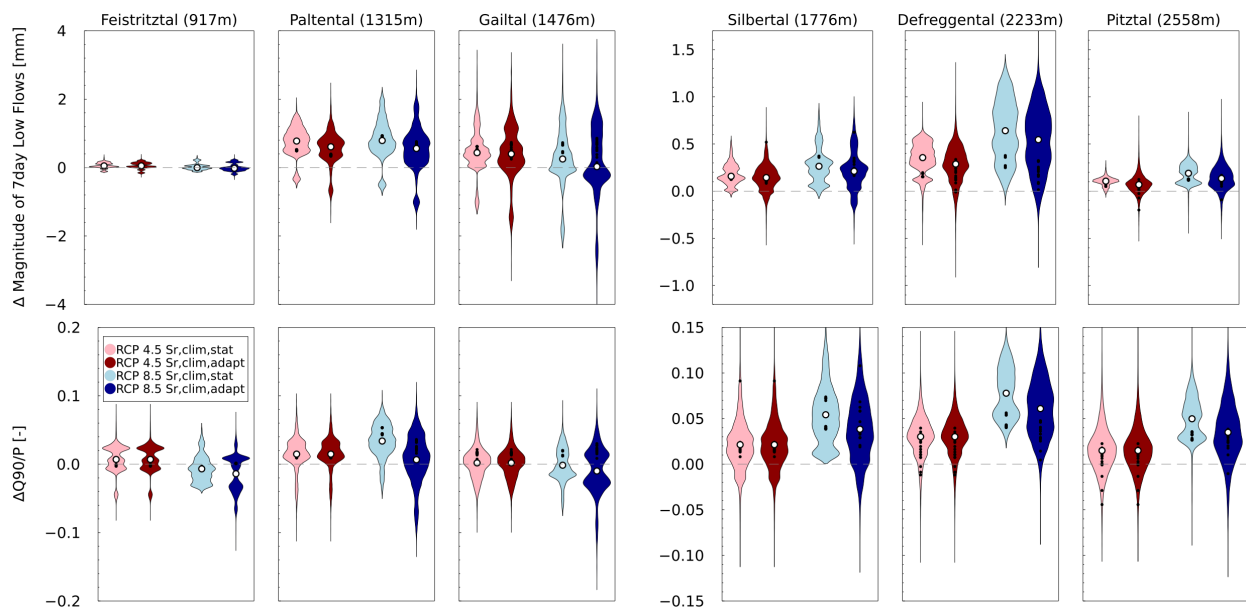 Feistritztal (917m)
Paltental (1315m)
Gailtal (1476m)
Silbertal (1776m)
Defreggental (2233m)
Pitztal (2558m)
Δ Magnitude of 7day Low Flows [mm]
4
2
0
−2
−4
1.5
1.0
0.5
0.0
−0.5
−1.0
ΔQ90/P [-]
0.2
0.1
0.0
−0.1
−0.2
RCP 4.5 Sr,clim,stat
RCP 4.5 Sr,clim,adapt
RCP 8.5 Sr,clim,stat
RCP 8.5 Sr,clim,adapt
0.15
0.10
0.05
0.00
−0.05
−0.10
−0.15